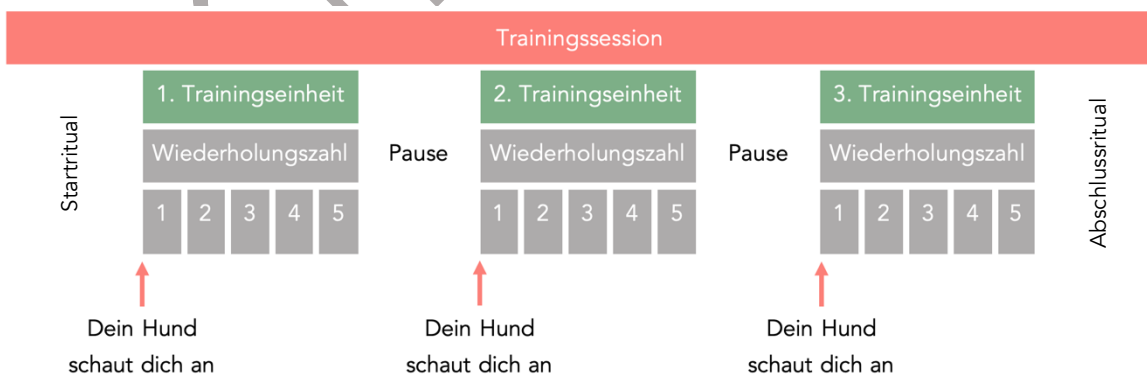 Trainingssession
Startritual
1. Trainingseinheit
Wiederholungszahl
1 2 3 4 5
Dein Hund
schaut dich an
Pause
2. Trainingseinheit
Wiederholungszahl
1 2 3 4 5
Dein Hund
schaut dich an
Pause
3. Trainingseinheit
Wiederholungszahl
1 2 3 4 5
Dein Hund
schaut dich an
Abschlussritual